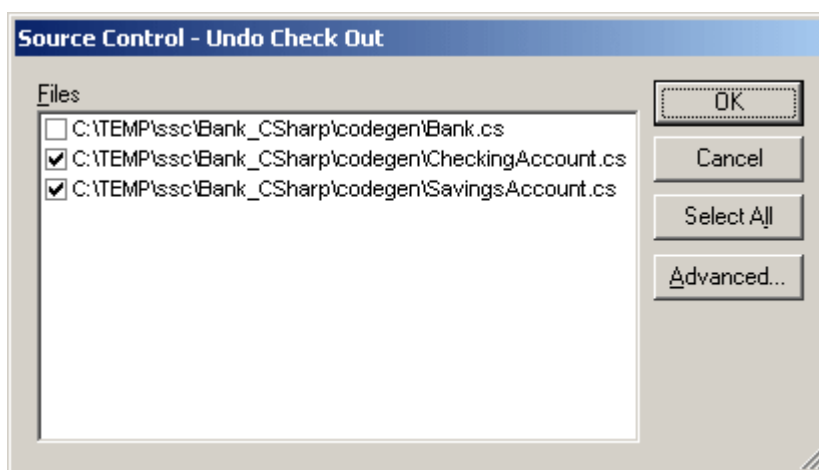 Source Control - Undo Check Out
Files
C:\TEMP\ssc\Bank_CSharp\codegen\Bank.cs
C:\TEMP\ssc\Bank_CSharp\codegen\CheckingAccount.cs
C:\TEMP\ssc\Bank_CSharp\codegen\SavingsAccount.cs
OK
Cancel
Select All
Advanced...